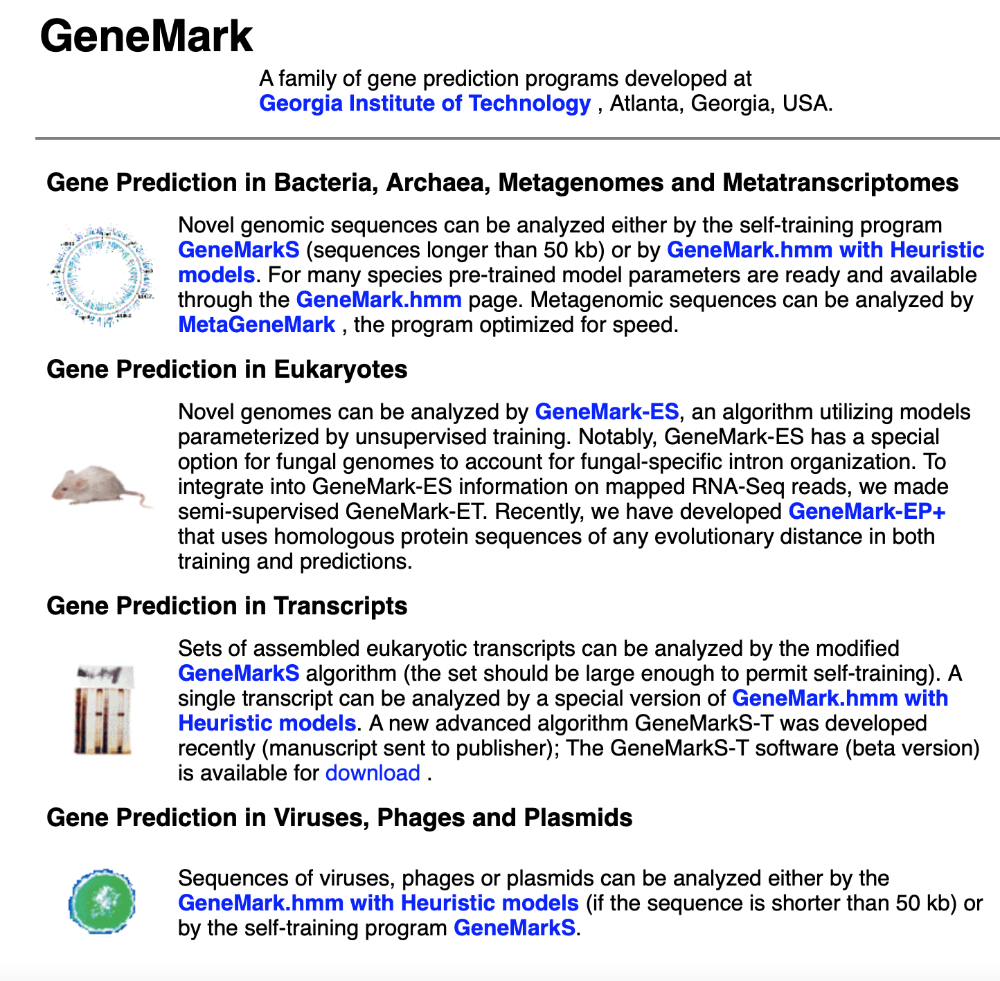 GeneMark
A family of gene prediction programs developed at
Georgia Institute of Technology , Atlanta, Georgia, USA.
Gene Prediction in Bacteria, Archaea, Metagenomes and Metatranscriptomes
Novel genomic sequences can be analyzed either by the self-training program
GeneMarkS (sequences longer than 50 kb) or by GeneMark.hmm with Heuristic
models. For many species pre-trained model parameters are ready and available
through the GeneMark.hmm page. Metagenomic sequences can be analyzed by
MetaGeneMark , the program optimized for speed.
Gene Prediction in Eukaryotes
Novel genomes can be analyzed by GeneMark-ES, an algorithm utilizing models
parameterized by unsupervised training. Notably, GeneMark-ES has a special
option for fungal genomes to account for fungal-specific intron organization. To
integrate into GeneMark-ES information on mapped RNA-Seq reads, we made
semi-supervised GeneMark-ET. Recently, we have developed GeneMark-EP+
that uses homologous protein sequences of any evolutionary distance in both
training and predictions.
Gene Prediction in Transcripts
Sets of assembled eukaryotic transcripts can be analyzed by the modified
GeneMarkS algorithm (the set should be large enough to permit self-training). A
single transcript can be analyzed by a special version of GeneMark.hmm with
Heuristic models. A new advanced algorithm GeneMarkS-T was developed
recently (manuscript sent to publisher); The GeneMarkS-T software (beta version)
is available for download .
Gene Prediction in Viruses, Phages and Plasmids
Sequences of viruses, phages or plasmids can be analyzed either by the
GeneMark.hmm with Heuristic models (if the sequence is shorter than 50 kb) or
by the self-training program GeneMarkS.